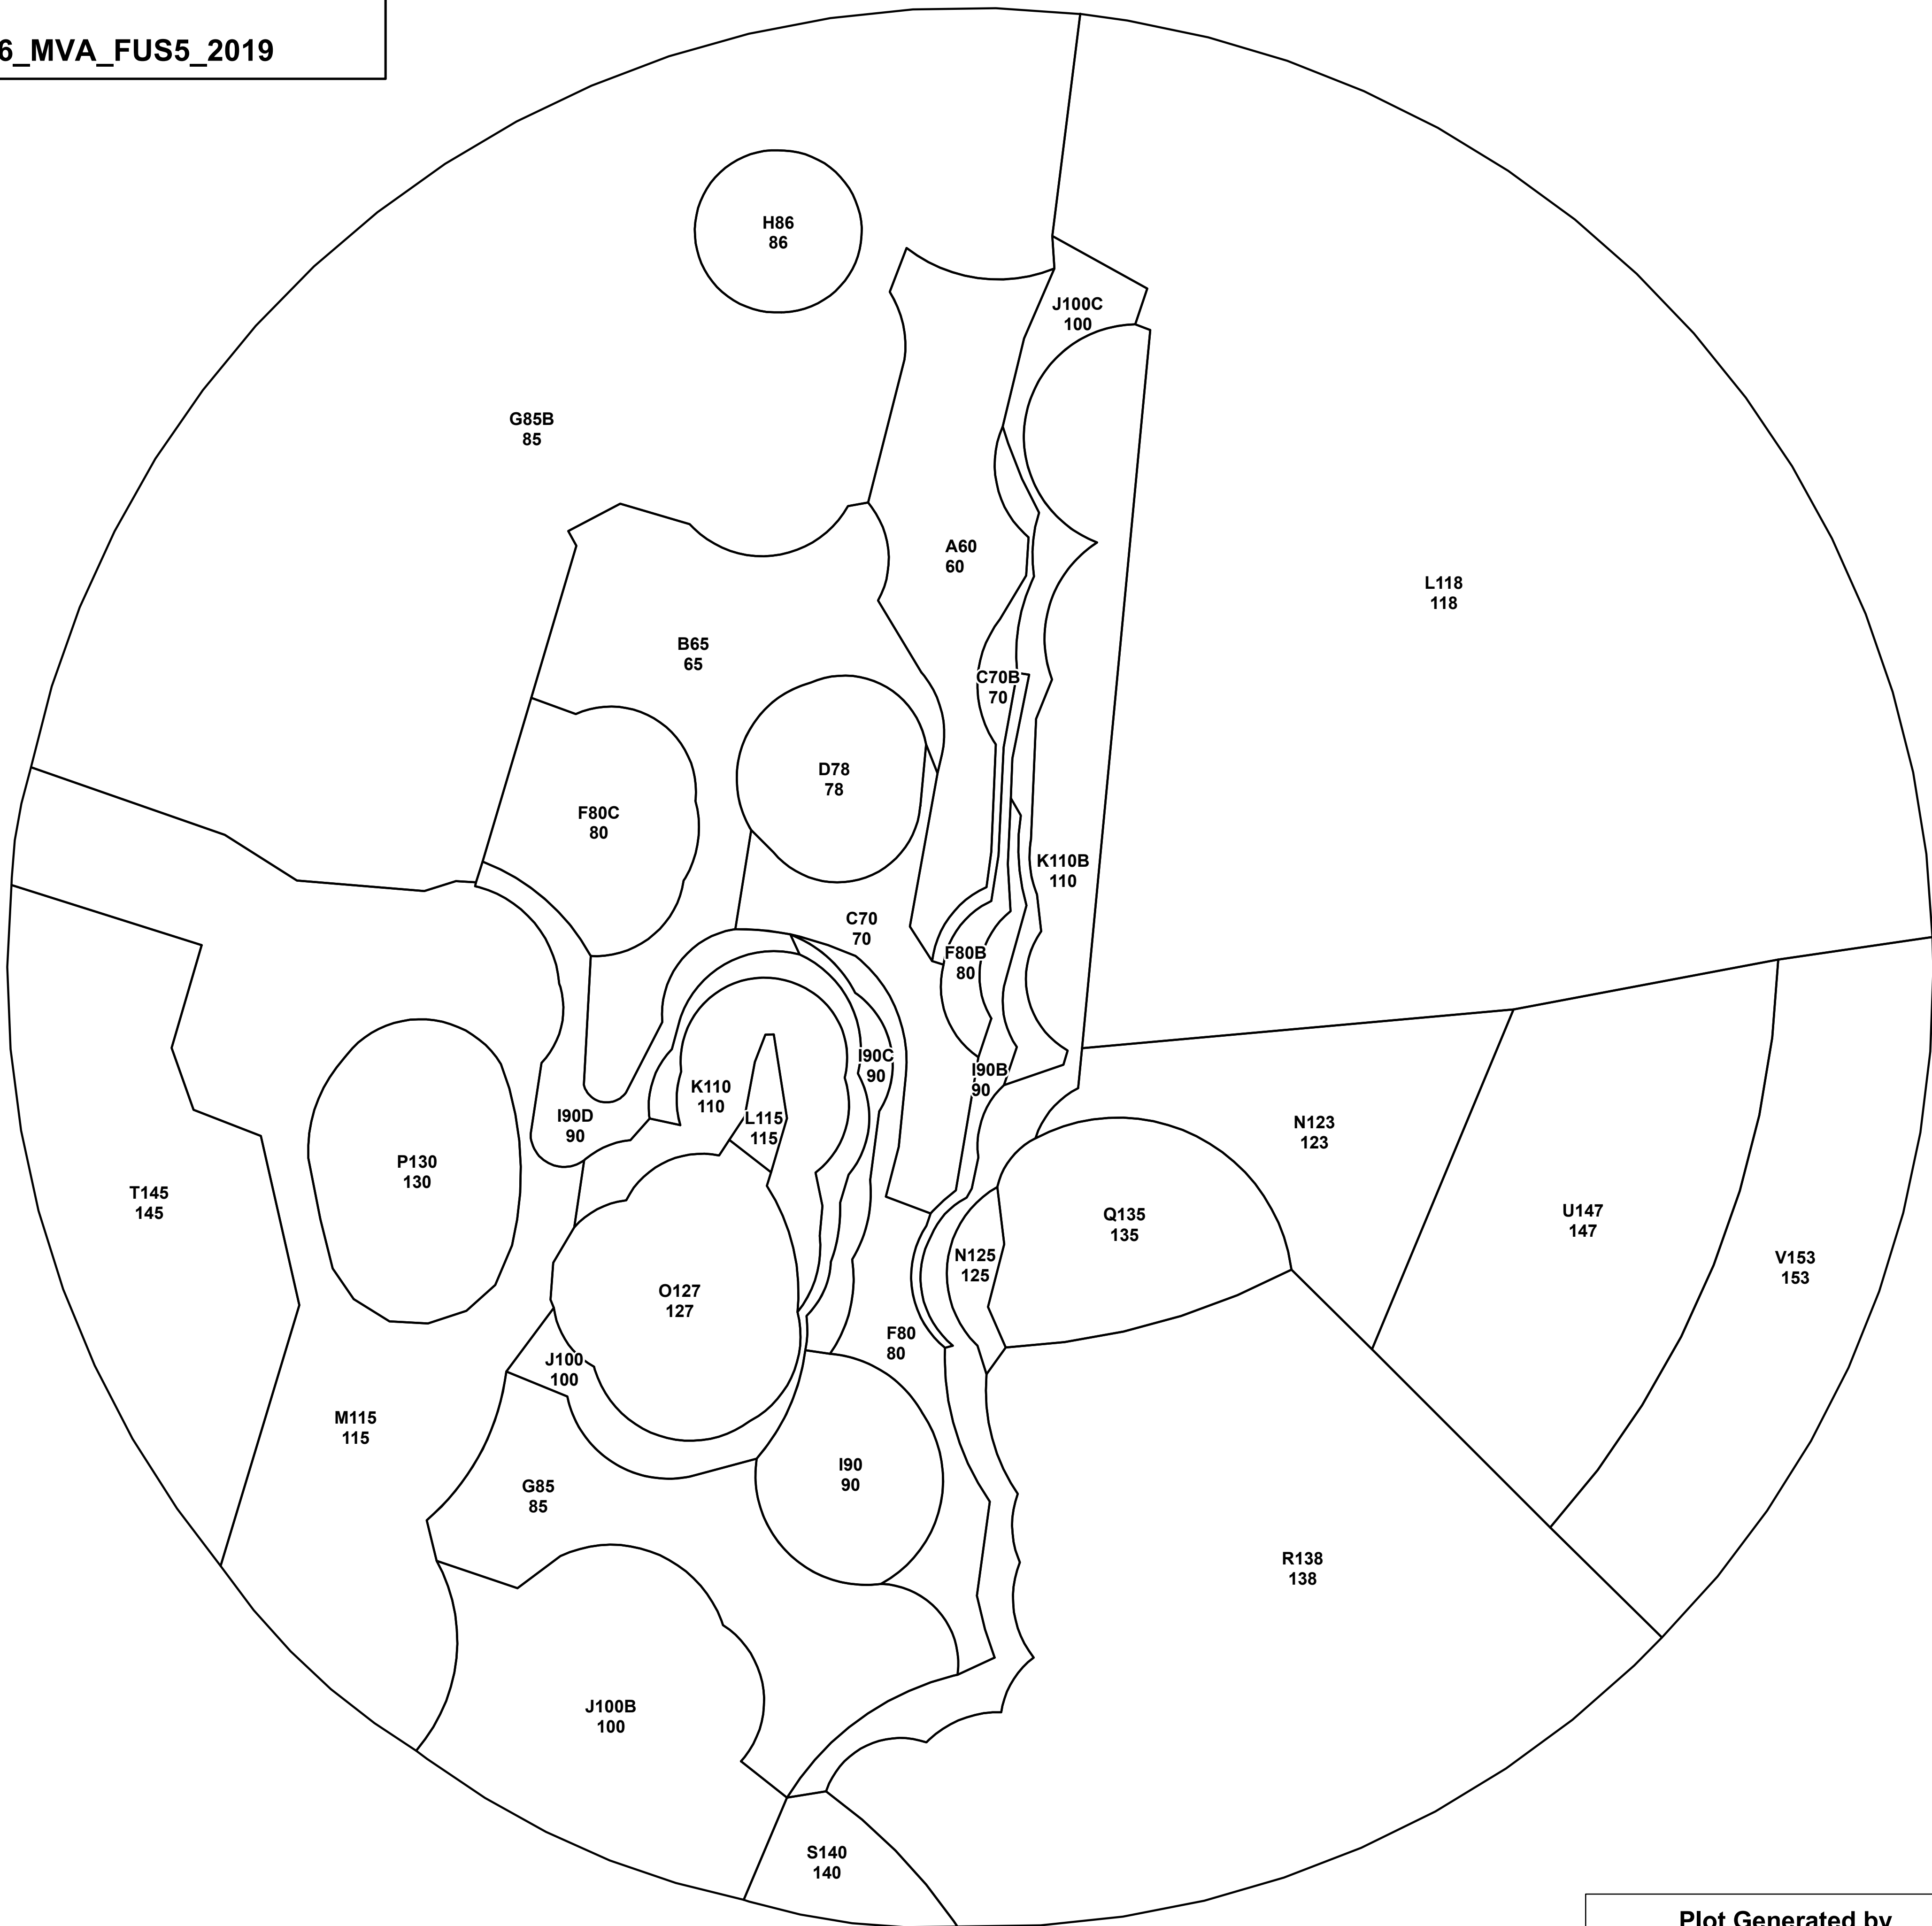 6_MVA_FUS5_2019
H86
86
J100C
100
G85B
85
A60
60
L118
118
B65
65
C70B
70
D78
78
F80C
80
K110B
110
C70
70
F80B
80
I90C
90
I90B
90
K110
110
L115
115
I90D
90
N123
123
P130
130
T145
145
Q135
135
U147
147
N125
125
V153
153
O127
127
F80
80
J100
100
M115
115
I90
90
G85
85
R138
138
J100B
100
S140
140
Plot Generated by